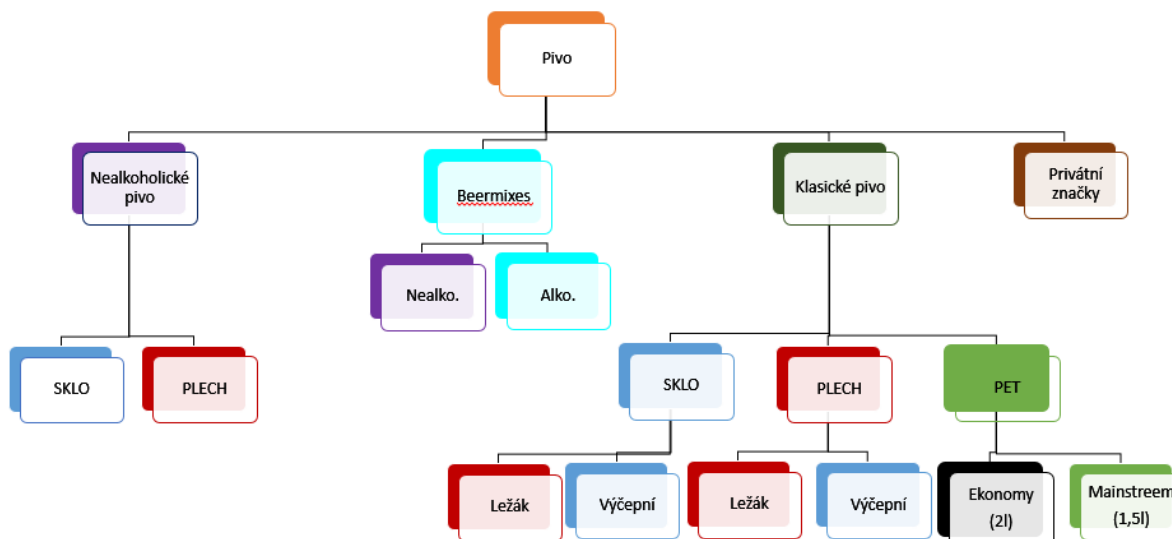 Pivo
Nealkoholické
pivo
Beermixes
Klasické pivo
Privátní
značky
Nealko.
Alko.
SKLO
PLECH
SKLO
PLECH
PET
Ležák
Výčepní
Ležák
Výčepní
Ekonomy
(2l)
Mainstreem
(1,5l)